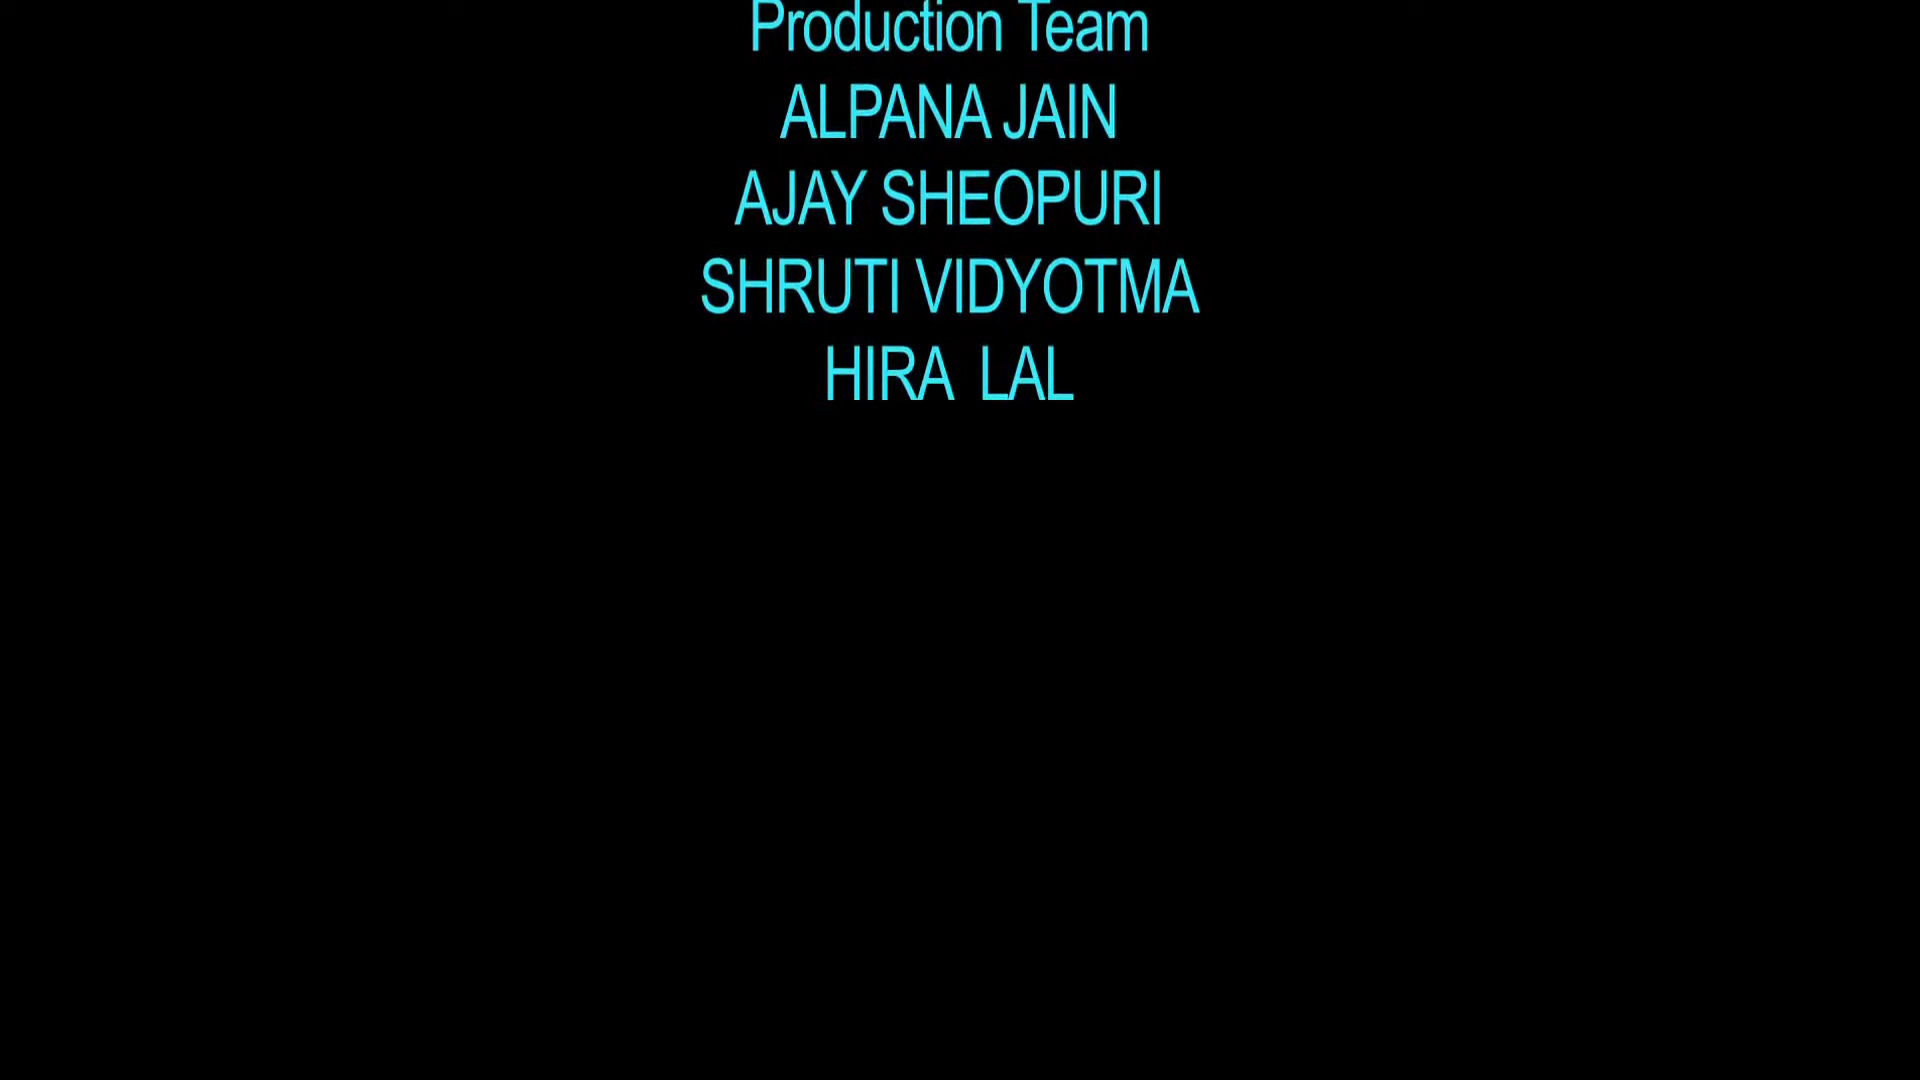 Production Team
ALPANA JAIN
AJAY SHEOPURI
SHRUTI VIDYOTMA
HIRA  LAL